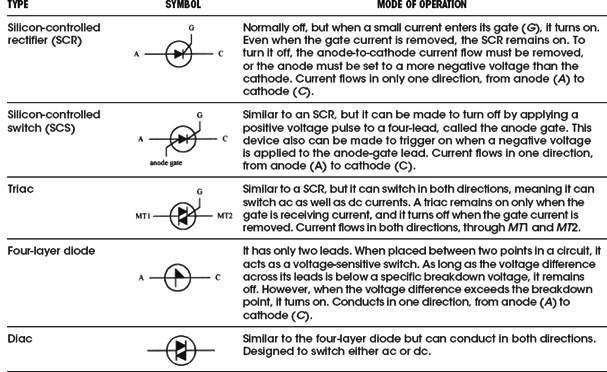 TYPE SYMBOL MODE OF OPERATION
Silicon-controlled
rectifier (SCR)
G
A C
Normally off, but when a small current enters its gate (G), it turns on.
Even when the gate current is removed, the SCR remains on. To
turn it off, the anode-to-cathode current flow must be removed,
or the anode must be set to a more negative voltage than the
cathode. Current flows in only one direction, from anode (A) to
cathode (C).
Silicon-controlled
switch (SCS)
G
A C
anode gate
Similar to an SCR, but it can be made to turn off by applying a
positive voltage pulse to a four-lead, called the anode gate. This
device also can be made to trigger on when a negative voltage
is applied to the anode-gate lead. Current flows in one direction,
from anode (A) to cathode (C).
Triac
G
MT1 MT2
Similar to a SCR, but it can switch in both directions, meaning it can
switch ac as well as dc currents. A triac remains on only when the
gate is receiving current, and it turns off when the gate current is
removed. Current flows in both directions, through MT1 and MT2.
Four-layer diode
A C
It has only two leads. When placed between two points in a circuit, it
acts as a voltage-sensitive switch. As long as the voltage difference
across its leads is below a specific breakdown voltage, it remains
off. However, when the voltage difference exceeds the breakdown
point, it turns on. Conducts in one direction, from anode (A) to
cathode (C).
Diac
Similar to the four-layer diode but can conduct in both directions.
Designed to switch either ac or dc.